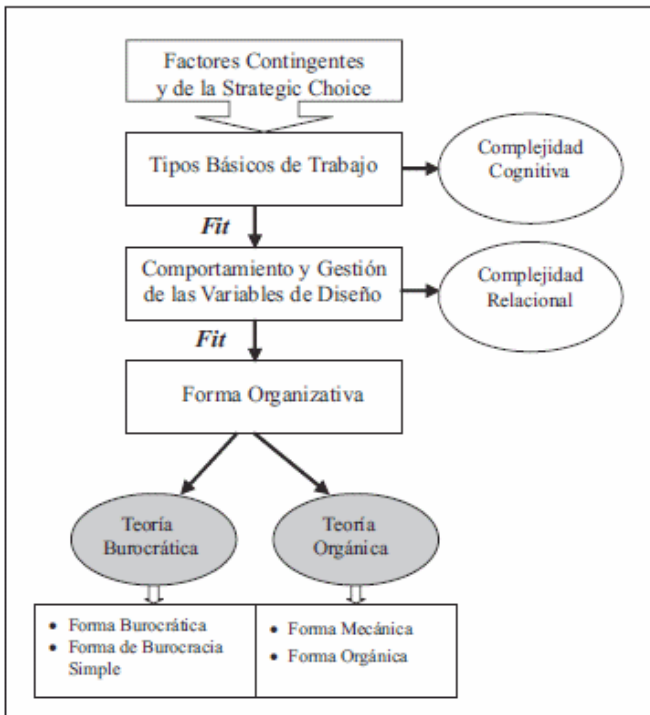 Factores Contingentes
y de la Strategic Choice
Tipos Básicos de Trabajo
Complejidad
Cognitiva
Fit
Comportamiento y Gestión
de las Variables de Diseño
Complejidad
Relacional
Fit
Forma Organizativa
Teoría
Burocrática
Teoría
Orgánica
• Forma Burocrática
• Forma de Burocracia
Simple
• Forma Mecánica
• Forma Orgánica